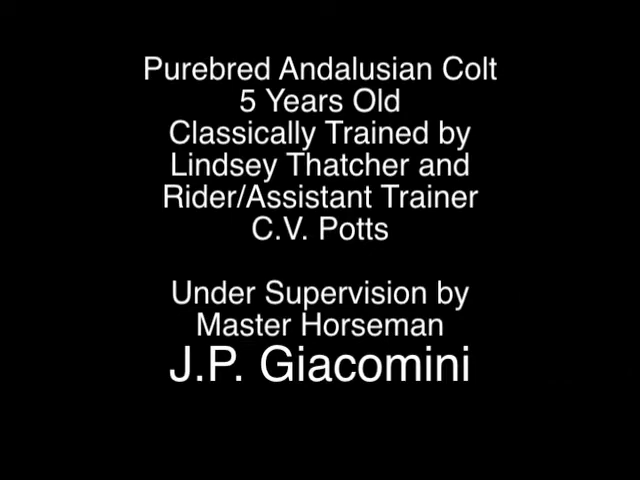 Purebred Andalusian Colt
5 Years Old
Classically Trained by
Lindsey Thatcher and
Rider/Assistant Trainer
C.V. Potts
Under Supervision by
Master Horseman
J.P. Giacomini